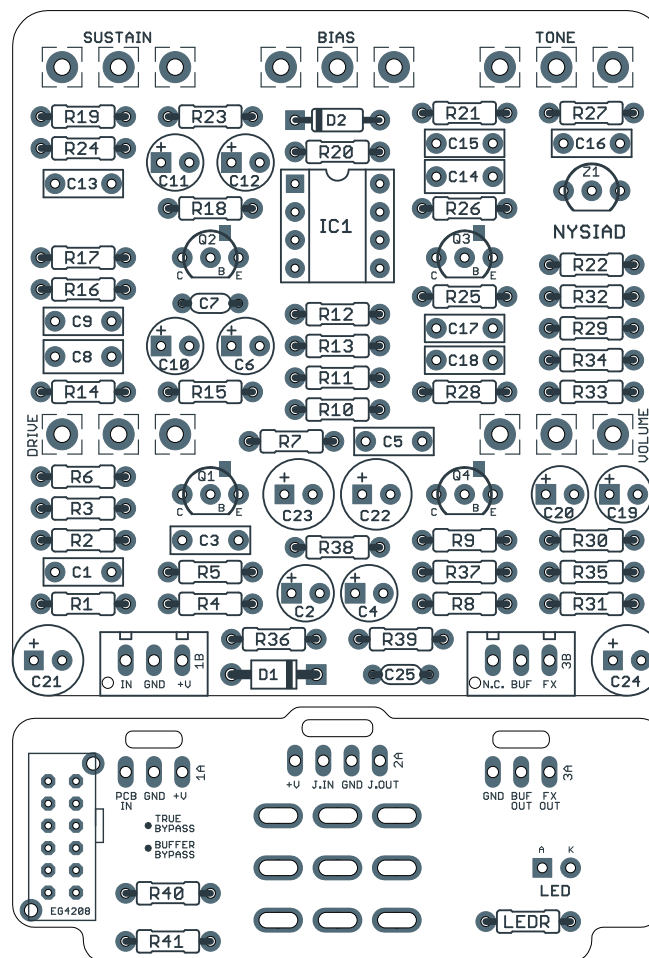 SUSTAIN BIAS TONE
R19 R23 D2 R21 R27
R24 C11 C12 R20 C15 C16
C13 C14 Z1
R18 IC1 R26
Q2 Q3 NYSIAD
C B E C B E
R17 R22
R16 C7 R25 R32
C9 R12 C17 R29
C8 C10 C6 R13 C18 R34
R14 R15 R11 R28 R33
R10
DRIVE R7 C5 VOLUME
R6 Q1 Q4
C B E C B E
R3 C23 C22 C20 C19
R2 C3 R38 R9 R30
C1 R5 R37 R35
R1 R4 C2 C4 R8 R31
R36 R39
C21 IN GND +V 1B D1 C25 N.C. BUF FX 3B C24
1A 2A 3A
+V J.IN GND J.OUT
PCB IN GND +V
GND BUF OUT FX OUT
TRUE BYPASS
BUFFER BYPASS
A K
LED
EG4208
R40
R41
LEDR